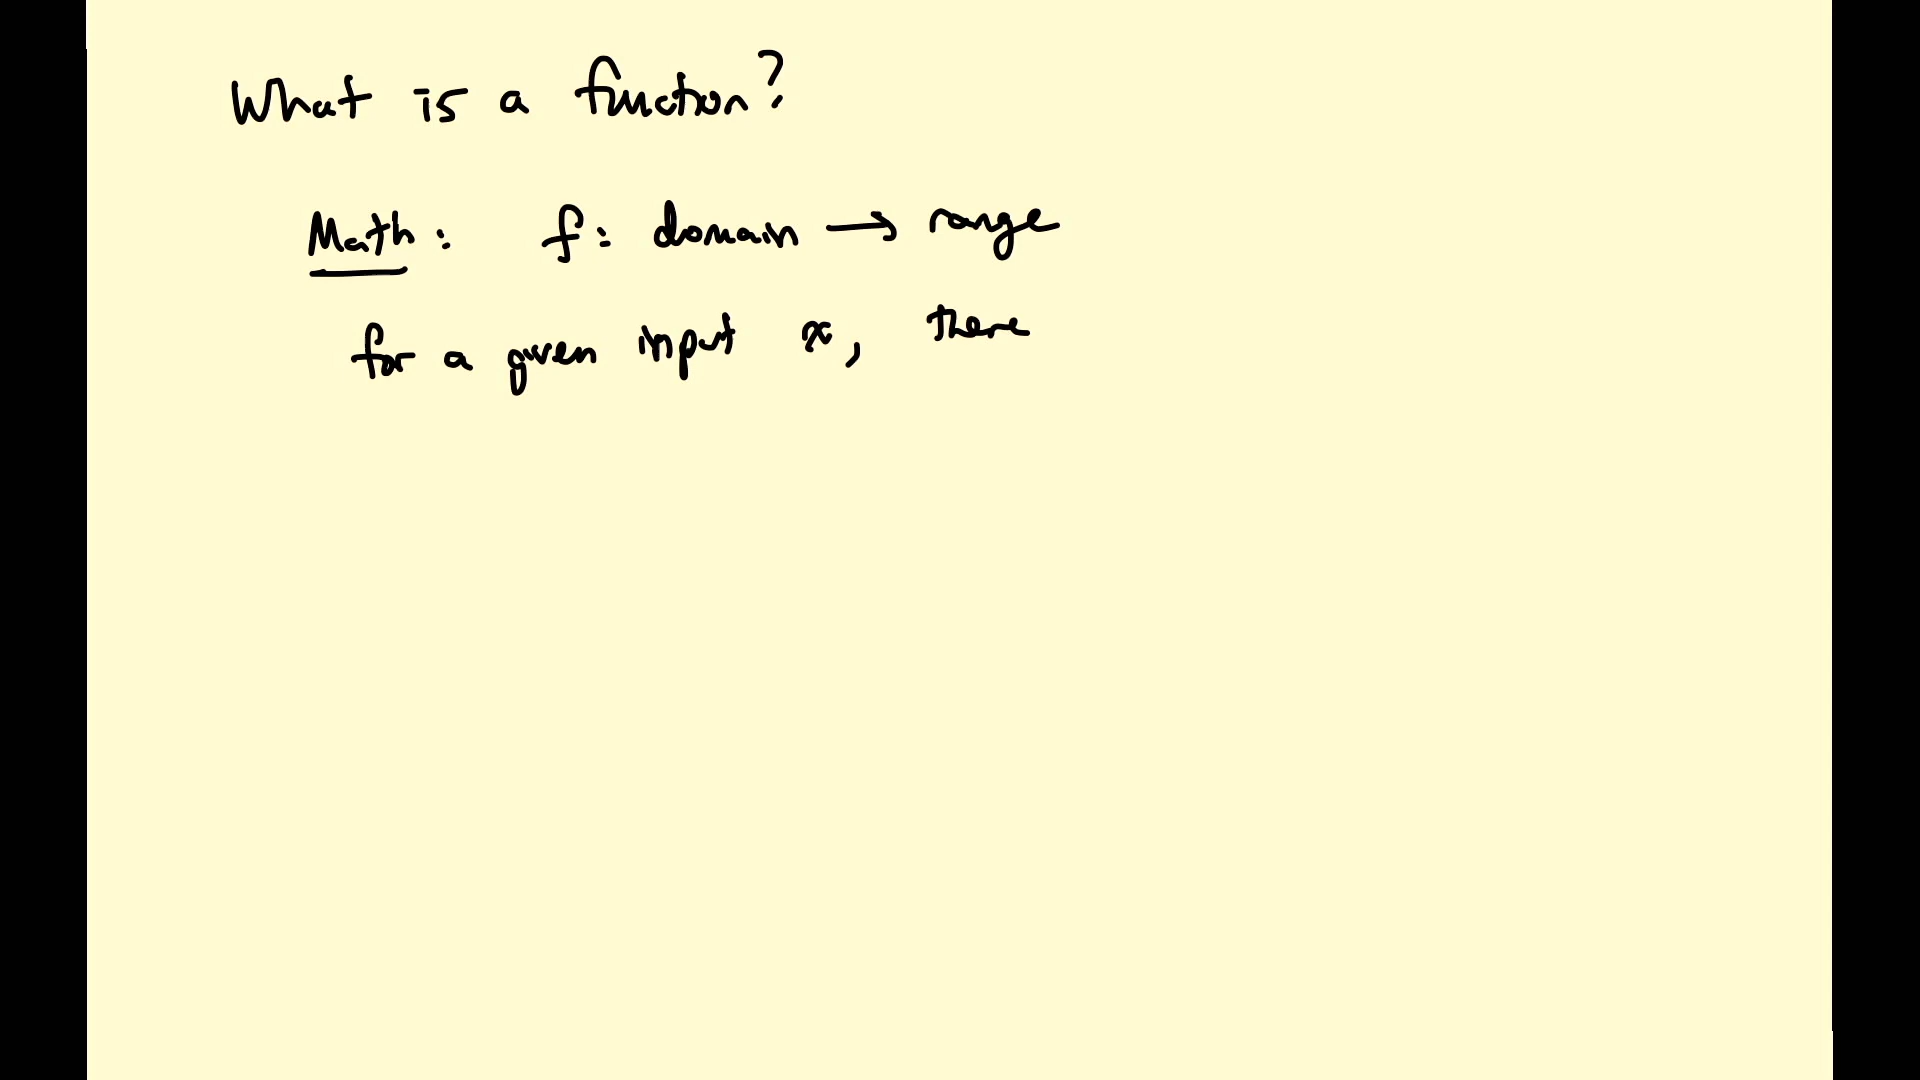 What is a function?
Math: f: domain → range
for a given input x, there